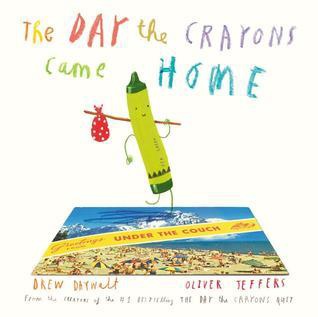 The DAY the CRAYONS
Came HOME
Greetings
FROM
UNDER THE COUCH
DREW DAYWALT
OLIVER JEFFERS
FROM the CREATORS of the #1 BESTSELLING THE DAY the CRAYONS QUIT